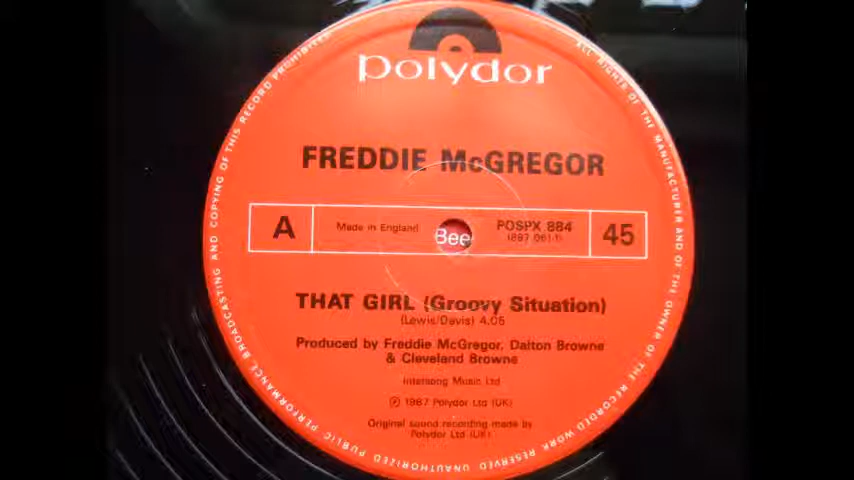 polydor
FREDDIE McGREGOR
A
Made in England
Bee
POSPX 884
(887 061-1)
45
THAT GIRL (Groovy Situation)
(Lewis/Davis) 4.05
Produced by Freddie McGregor, Dalton Browne
& Cleveland Browne
Intersong Music Ltd
Ⓟ 1987 Polydor Ltd (UK)
Original sound recording made by
Polydor Ltd (UK)
ALL RIGHTS OF THE MANUFACTURER AND OF THE OWNER OF THE RECORDED WORK RESERVED UNAUTHORIZED PUBLIC PERFORMANCE BROADCASTING AND COPYING OF THIS RECORD PROHIBITED